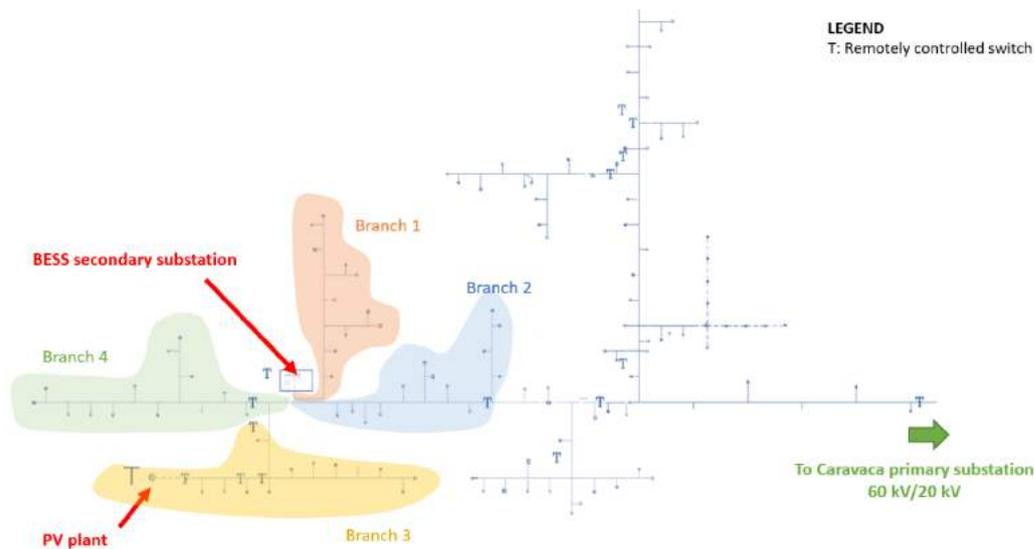 LEGEND
T: Remotely controlled switch
T
T
T
T
Branch 1
BESS secondary substation
Branch 2
Branch 4
T
T
T
T
T
T
T
T
T
T
T
T
T
To Caravaca primary substation
60 kV/20 kV
PV plant
Branch 3